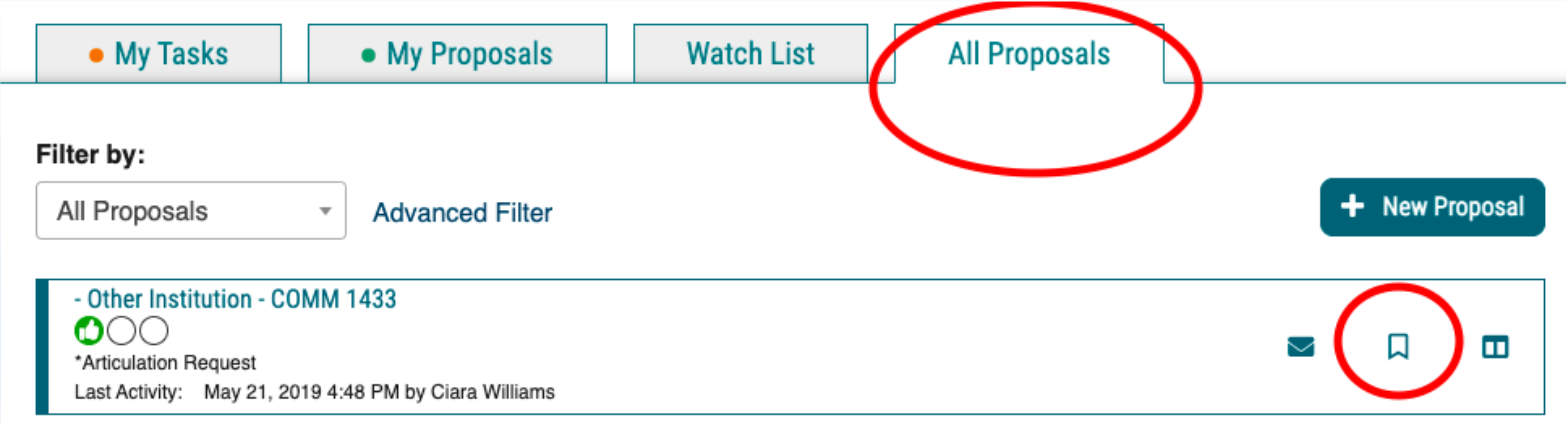 My Tasks
My Proposals
Watch List
All Proposals
Filter by:
All Proposals
Advanced Filter
New Proposal
- Other Institution - COMM 1433
*Articulation Request
Last Activity: May 21, 2019 4:48 PM by Ciara Williams